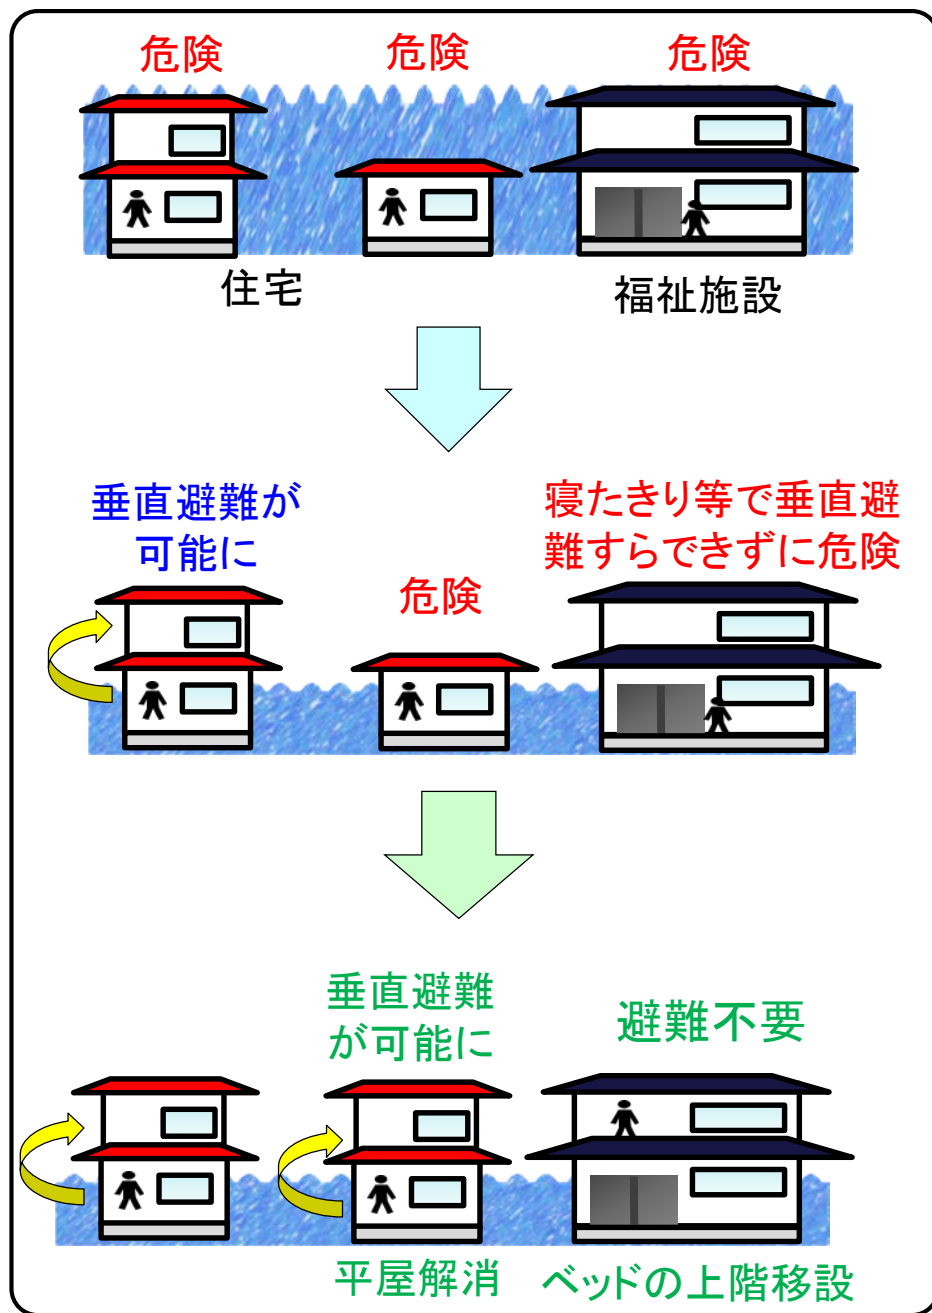 危険
危険
危険
住宅
福祉施設
垂直避難が
可能に
危険
寝たきり等で垂直避
難すらできずに危険
垂直避難
が可能に
避難不要
平屋解消
ベッドの上階移設